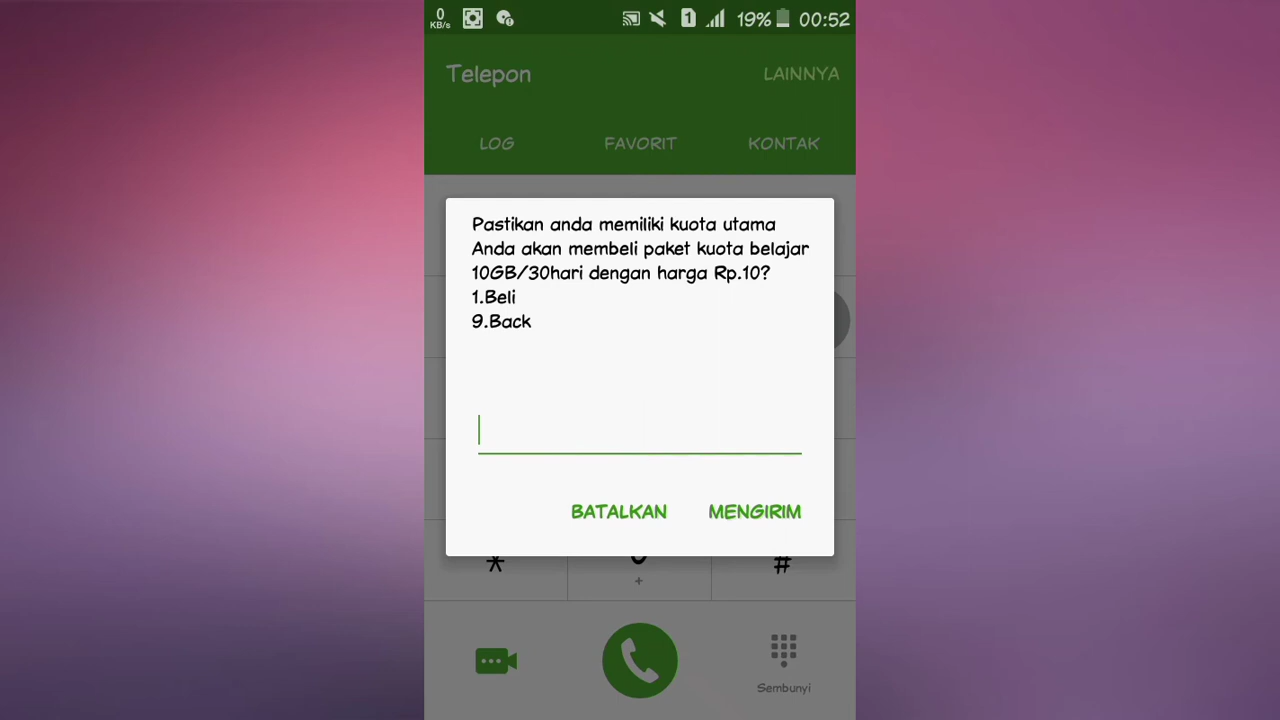 0
KB/s
1
19%
00:52
Telepon
LAINNYA
LOG
FAVORIT
KONTAK
Pastikan anda memiliki kuota utama
Anda akan membeli paket kuota belajar
10GB/30hari dengan harga Rp.10?
1.Beli
9.Back
BATALKAN
MENGIRIM
*
#
+
Sembunyi